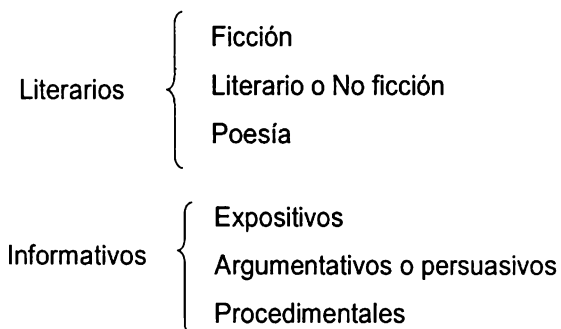 Literarios
Ficción
Literario o No ficción
Poesía
Informativos
Expositivos
Argumentativos o persuasivos
Procedimentales